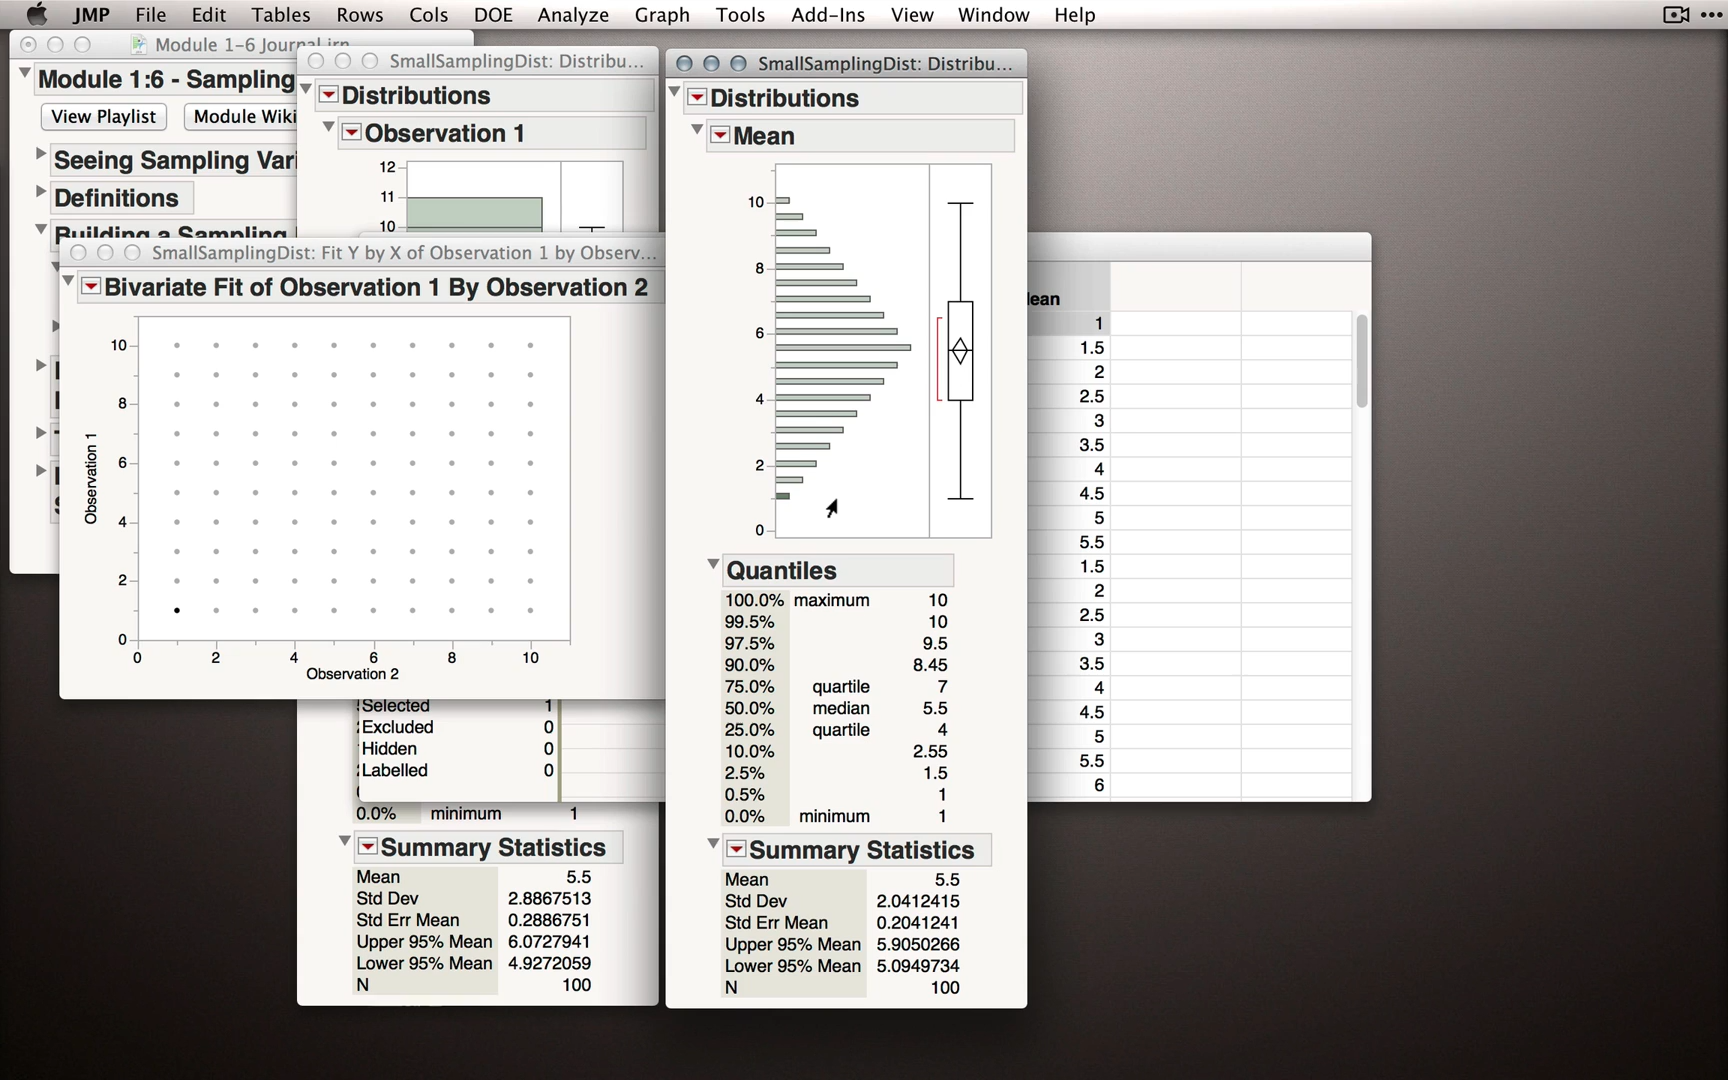 JMP File Edit Tables Rows Cols DOE Analyze Graph Tools Add-Ins View Window Help
Module 1-6 Journal.jrn
Module 1:6 - Sampling
View Playlist Module Wiki
Seeing Sampling Vari
Definitions
Building a Sampling
SmallSamplingDist: Distribu...
Distributions
Observation 1
12
11
10
SmallSamplingDist: Fit Y by X of Observation 1 by Observ...
Bivariate Fit of Observation 1 By Observation 2
10
8
6
4
2
0
Observation 1
0 2 4 6 8 10
Observation 2
Selected 1
Excluded 0
Hidden 0
Labelled 0
0.0% minimum 1
Summary Statistics
Mean 5.5
Std Dev 2.8867513
Std Err Mean 0.2886751
Upper 95% Mean 6.0727941
Lower 95% Mean 4.9272059
N 100
SmallSamplingDist: Distribu...
Distributions
Mean
10
8
6
4
2
0
Quantiles
100.0% maximum 10
99.5% 10
97.5% 9.5
90.0% 8.45
75.0% quartile 7
50.0% median 5.5
25.0% quartile 4
10.0% 2.55
2.5% 1.5
0.5% 1
0.0% minimum 1
Summary Statistics
Mean 5.5
Std Dev 2.0412415
Std Err Mean 0.2041241
Upper 95% Mean 5.9050266
Lower 95% Mean 5.0949734
N 100
ean
1
1.5
2
2.5
3
3.5
4
4.5
5
5.5
1.5
2
2.5
3
3.5
4
4.5
5
5.5
6